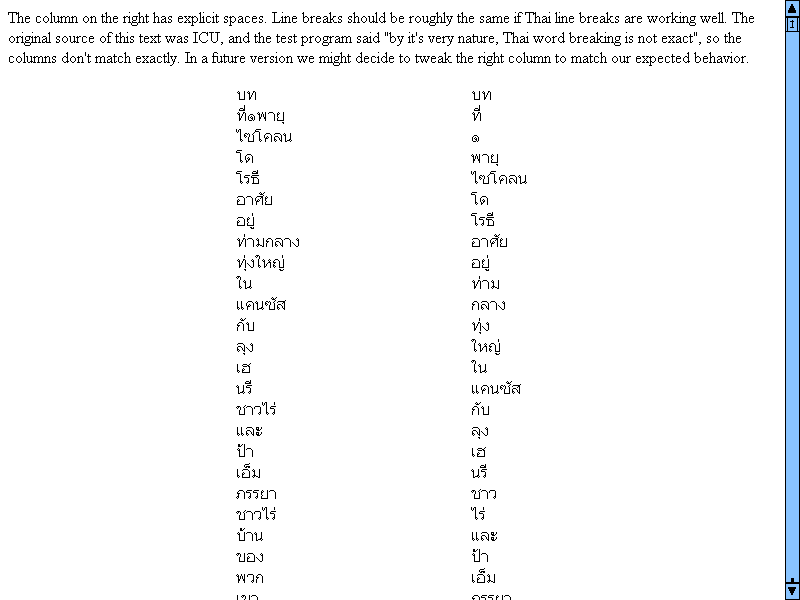 The column on the right has explicit spaces. Line breaks should be roughly the same if Thai line breaks are working well. The
original source of this text was ICU, and the test program said "by it's very nature, Thai word breaking is not exact", so the
columns don't match exactly. In a future version we might decide to tweak the right column to match our expected behavior.
บท
ที่๑พายุ
ไซโคลน
โด
โรธี
อาศัย
อยู่
ท่ามกลาง
ทุ่งใหญ่
ใน
แคนซัส
กับ
ลุง
เฮ
นรี
ชาวไร่
และ
ป้า
เอ็ม
ภรรยา
ชาวไร่
บ้าน
ของ
พวก
เขา
บท
ที่
๑
พายุ
ไซโคลน
โด
โรธี
อาศัย
อยู่
ท่าม
กลาง
ทุ่ง
ใหญ่
ใน
แคนซัส
กับ
ลุง
เฮ
นรี
ชาว
ไร่
และ
ป้า
เอ็ม
ภรรยา